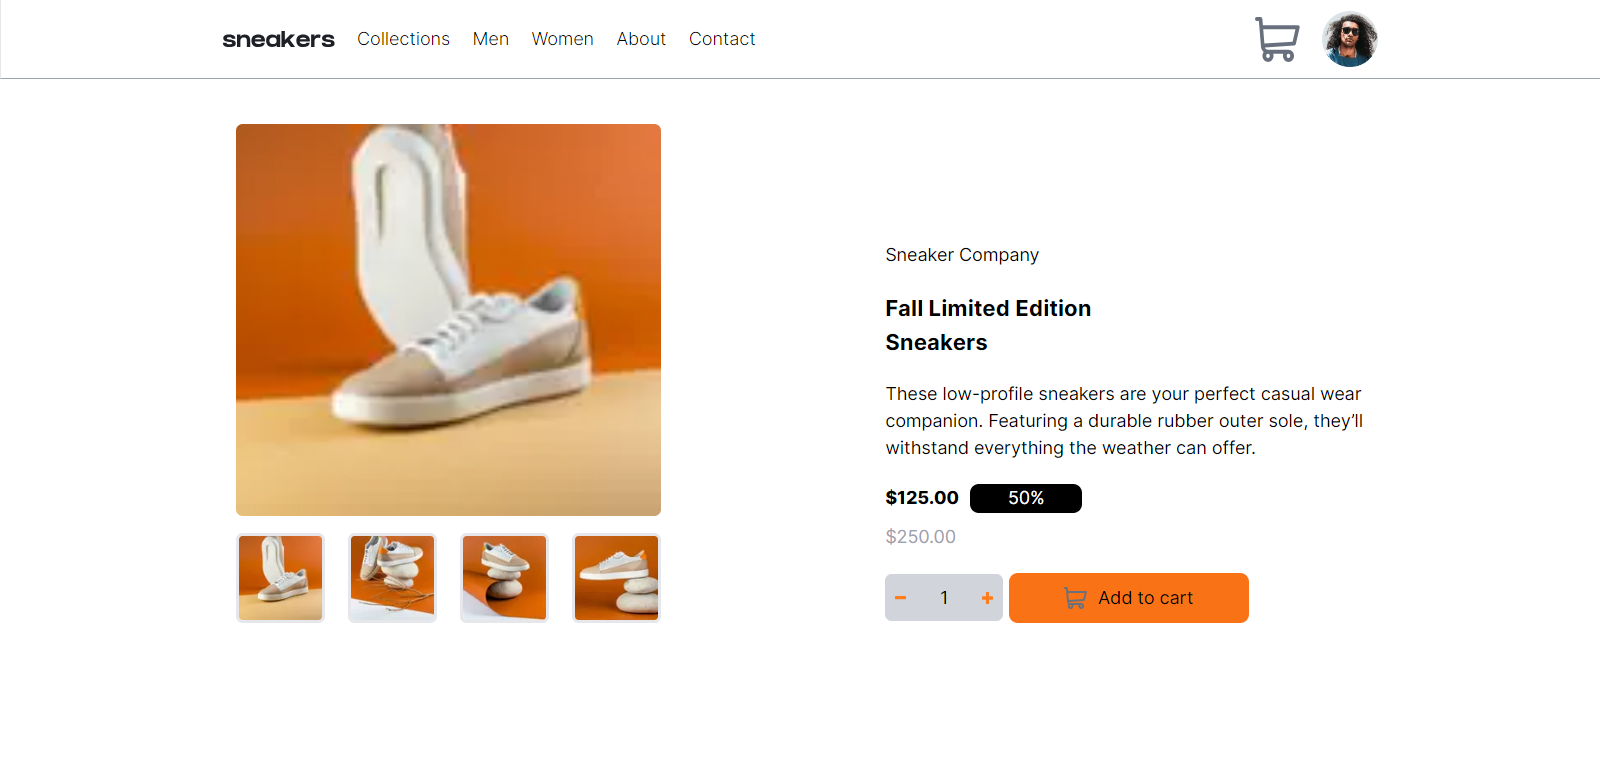 sneakers Collections Men Women About Contact
Sneaker Company
Fall Limited Edition
Sneakers
These low-profile sneakers are your perfect casual wear
companion. Featuring a durable rubber outer sole, they’ll
withstand everything the weather can offer.
$125.00 50%
$250.00
- 1 + Add to cart